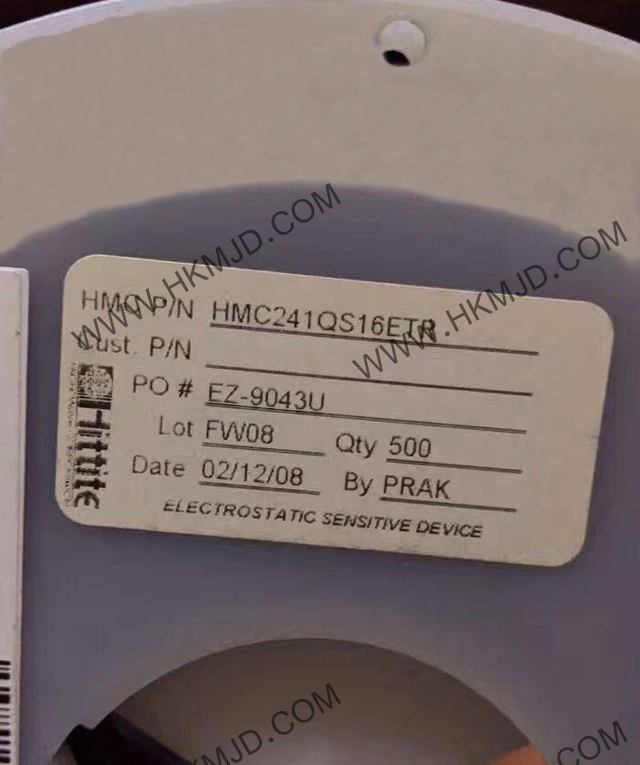 HMC P/N HMC241QS16ETR
Cust. P/N
PO # EZ-9043U
Lot FW08 Qty 500
Date 02/12/08 By PRAK
ELECTROSTATIC SENSITIVE DEVICE
Hittite
WWW.HKMJD.COM
WWW.HKMJD.COM
WWW.HKMJD.COM
.COM